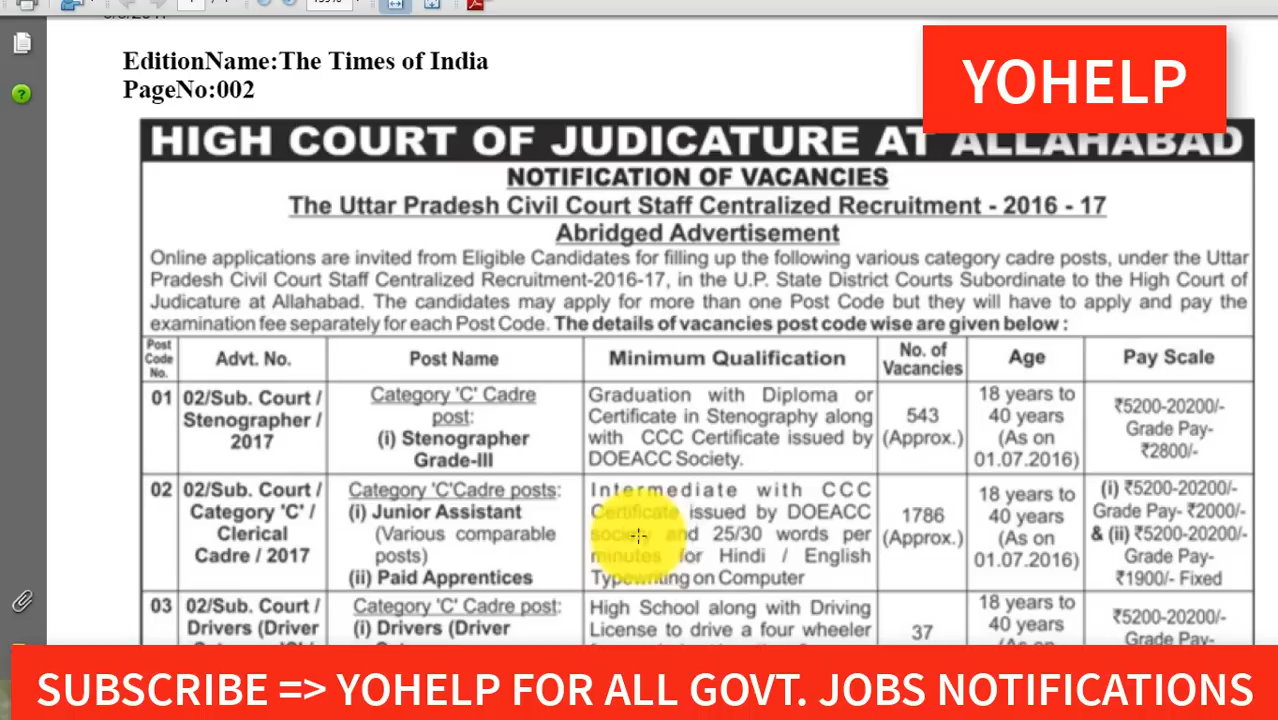 EditionName:The Times of India
PageNo:002
YOHELP
HIGH COURT OF JUDICATURE AT ALLAHABAD
NOTIFICATION OF VACANCIES
The Uttar Pradesh Civil Court Staff Centralized Recruitment - 2016 - 17
Abridged Advertisement
Online applications are invited from Eligible Candidates for filling up the following various category cadre posts, under the Uttar
Pradesh Civil Court Staff Centralized Recruitment-2016-17, in the U.P. State District Courts Subordinate to the High Court of
Judicature at Allahabad. The candidates may apply for more than one Post Code but they will have to apply and pay the
examination fee separately for each Post Code. The details of vacancies post code wise are given below :
Post
Code
No.
Advt. No.
Post Name
Minimum Qualification
No. of
Vacancies
Age
Pay Scale
01
02/Sub. Court /
Stenographer /
2017
Category 'C' Cadre
post:
(i) Stenographer
Grade-III
Graduation with Diploma or
Certificate in Stenography along
with CCC Certificate issued by
DOEACC Society.
543
(Approx.)
18 years to
40 years
(As on
01.07.2016)
₹5200-20200/-
Grade Pay-
₹2800/-
02
02/Sub. Court /
Category 'C' /
Clerical
Cadre / 2017
Category 'C'Cadre posts:
(i) Junior Assistant
(Various comparable
posts)
(ii) Paid Apprentices
Intermediate with CCC
Certificate issued by DOEACC
society and 25/30 words per
minutes for Hindi / English
Typewriting on Computer
1786
(Approx.)
18 years to
40 years
(As on
01.07.2016)
(i) ₹5200-20200/-
Grade Pay- ₹2000/-
& (ii) ₹5200-20200/-
Grade Pay-
₹1900/- Fixed
03
02/Sub. Court /
Drivers (Driver
Category 'C' Cadre post:
(i) Drivers (Driver
High School along with Driving
License to drive a four wheeler
37
18 years to
40 years
₹5200-20200/-
Grade Pay-
SUBSCRIBE => YOHELP FOR ALL GOVT. JOBS NOTIFICATIONS